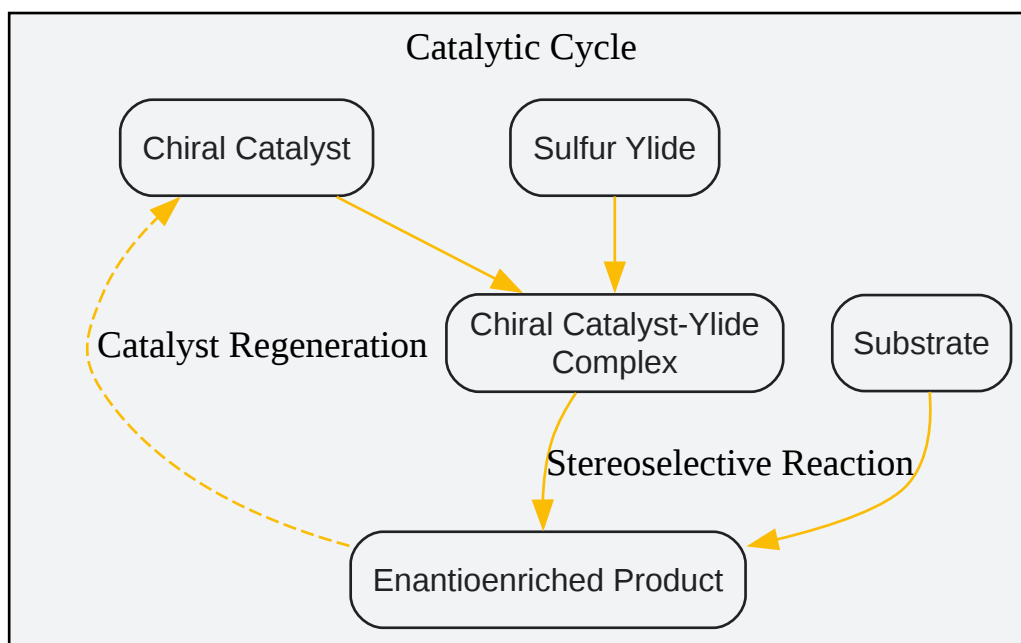 Catalytic Cycle
Chiral Catalyst
Sulfur Ylide
Chiral Catalyst-Ylide
Complex
Substrate
Catalyst Regeneration
Stereoselective Reaction
Enantioenriched Product